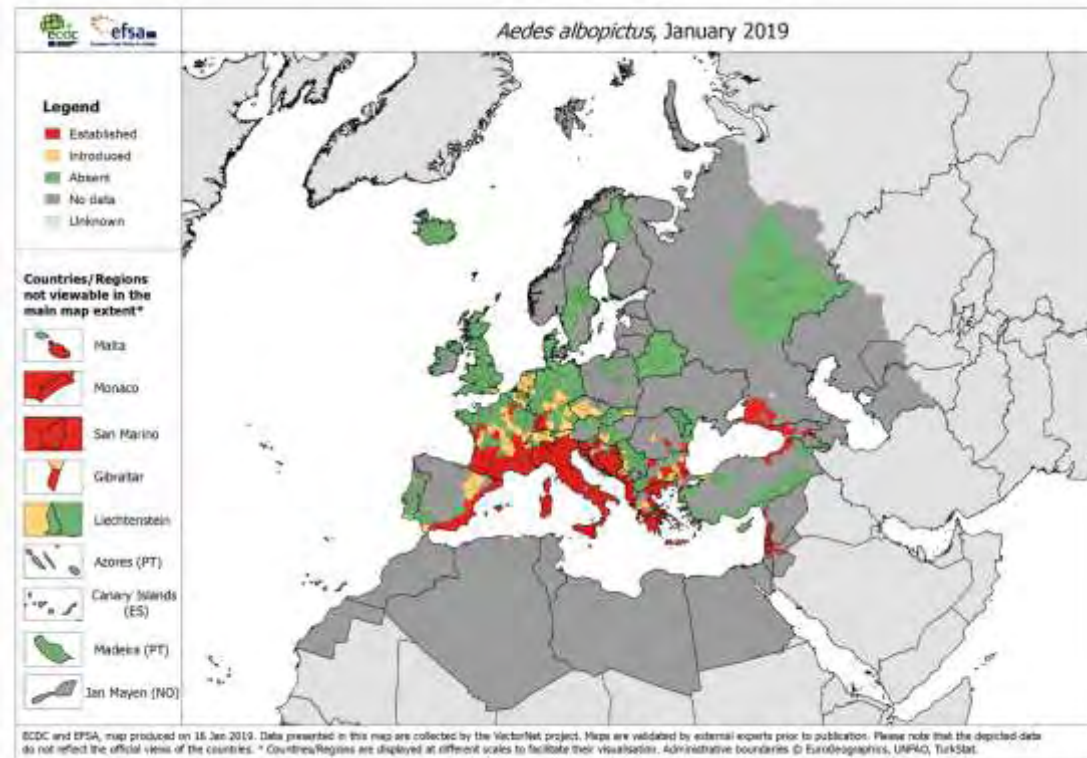 ecdc
efsa
Aedes albopictus, January 2019
Legend
Established
Introduced
Absent
No data
Unknown
Countries/Regions
not viewable in the
main map extent*
Malta
Monaco
San Marino
Gibraltar
Liechtenstein
Azores (PT)
Canary Islands
(ES)
Madeira (PT)
Jan Mayen (NO)
ECDC and EFSA, map produced on 16 Jan 2019. Data presented in this map are collected by the VectorNet project. Maps are validated by external experts prior to publication. Please note that the depicted data
do not reflect the official views of the countries. * Countries/Regions are displayed at different scales to facilitate their visualisation. Administrative boundaries © EuroGeographics, UNFAO, TurkStat.